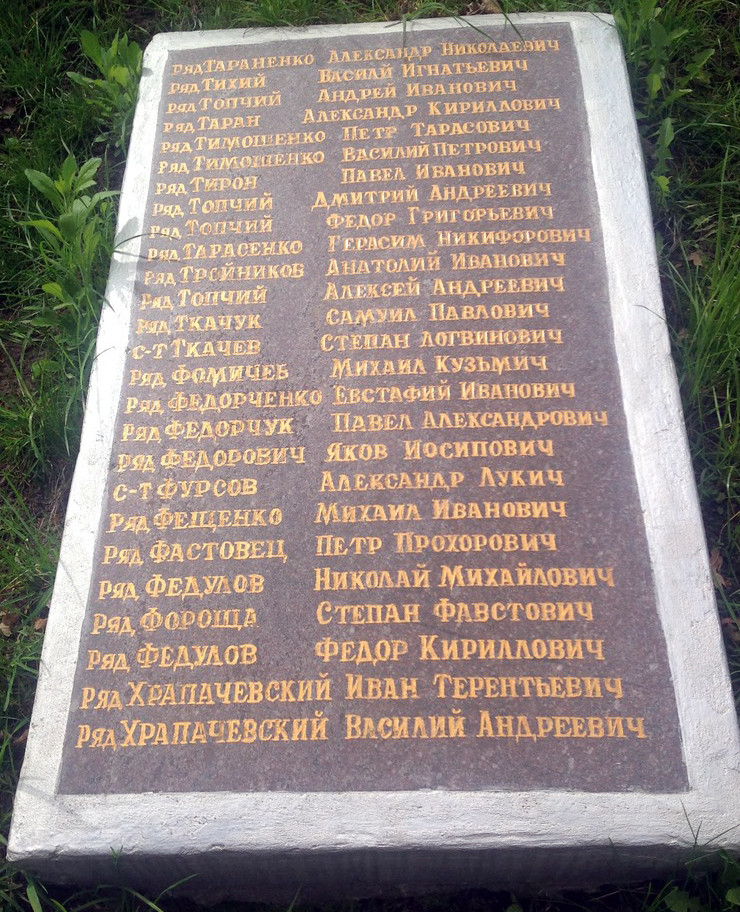 ряд ТАРАНЕНКО АЛЕКСАНДР НИКОЛАЕВИЧ
ряд ТИХИЙ ВАСИЛИЙ ИГНАТЬЕВИЧ
ряд ТОПЧИЙ АНДРЕЙ ИВАНОВИЧ
ряд ТАРАН АЛЕКСАНДР КИРИЛЛОВИЧ
ряд ТИМОШЕНКО ПЕТР ТАРАСОВИЧ
ряд ТИМОШЕНКО ВАСИЛИЙ ПЕТРОВИЧ
ряд ТИРОН ПАВЕЛ ИВАНОВИЧ
ряд ТОПЧИЙ ДМИТРИЙ АНДРЕЕВИЧ
ряд ТОПЧИЙ ФЕДОР ГРИГОРЬЕВИЧ
ряд ТАРАСЕНКО ГЕРАСИМ НИКИФОРОВИЧ
ряд ТРОЙНИКОВ АНАТОЛИЙ ИВАНОВИЧ
ряд ТОПЧИЙ АЛЕКСЕЙ АНДРЕЕВИЧ
ряд ТКАЧУК САМУИЛ ПАВЛОВИЧ
с-т ТКАЧЕВ СТЕПАН ЛОГВИНОВИЧ
ряд ФОМИЧЕВ МИХАИЛ КУЗЬМИЧ
ряд ФЕДОРЧЕНКО ЕВСТАФИЙ ИВАНОВИЧ
ряд ФЕДОРЧУК ПАВЕЛ АЛЕКСАНДРОВИЧ
ряд ФЕДОРОВИЧ ЯКОВ ИОСИПОВИЧ
с-т ФУРСОВ АЛЕКСАНДР ЛУКИЧ
ряд ФЕЩЕНКО МИХАИЛ ИВАНОВИЧ
ряд ФАСТОВЕЦ ПЕТР ПРОХОРОВИЧ
ряд ФЕДУЛОВ НИКОЛАЙ МИХАЙЛОВИЧ
ряд ФОРОЩА СТЕПАН ФАВСТОВИЧ
ряд ФЕДУЛОВ ФЕДОР КИРИЛЛОВИЧ
ряд ХРАПАЧЕВСКИЙ ИВАН ТЕРЕНТЬЕВИЧ
ряд ХРАПАЧЕВСКИЙ ВАСИЛИЙ АНДРЕЕВИЧ